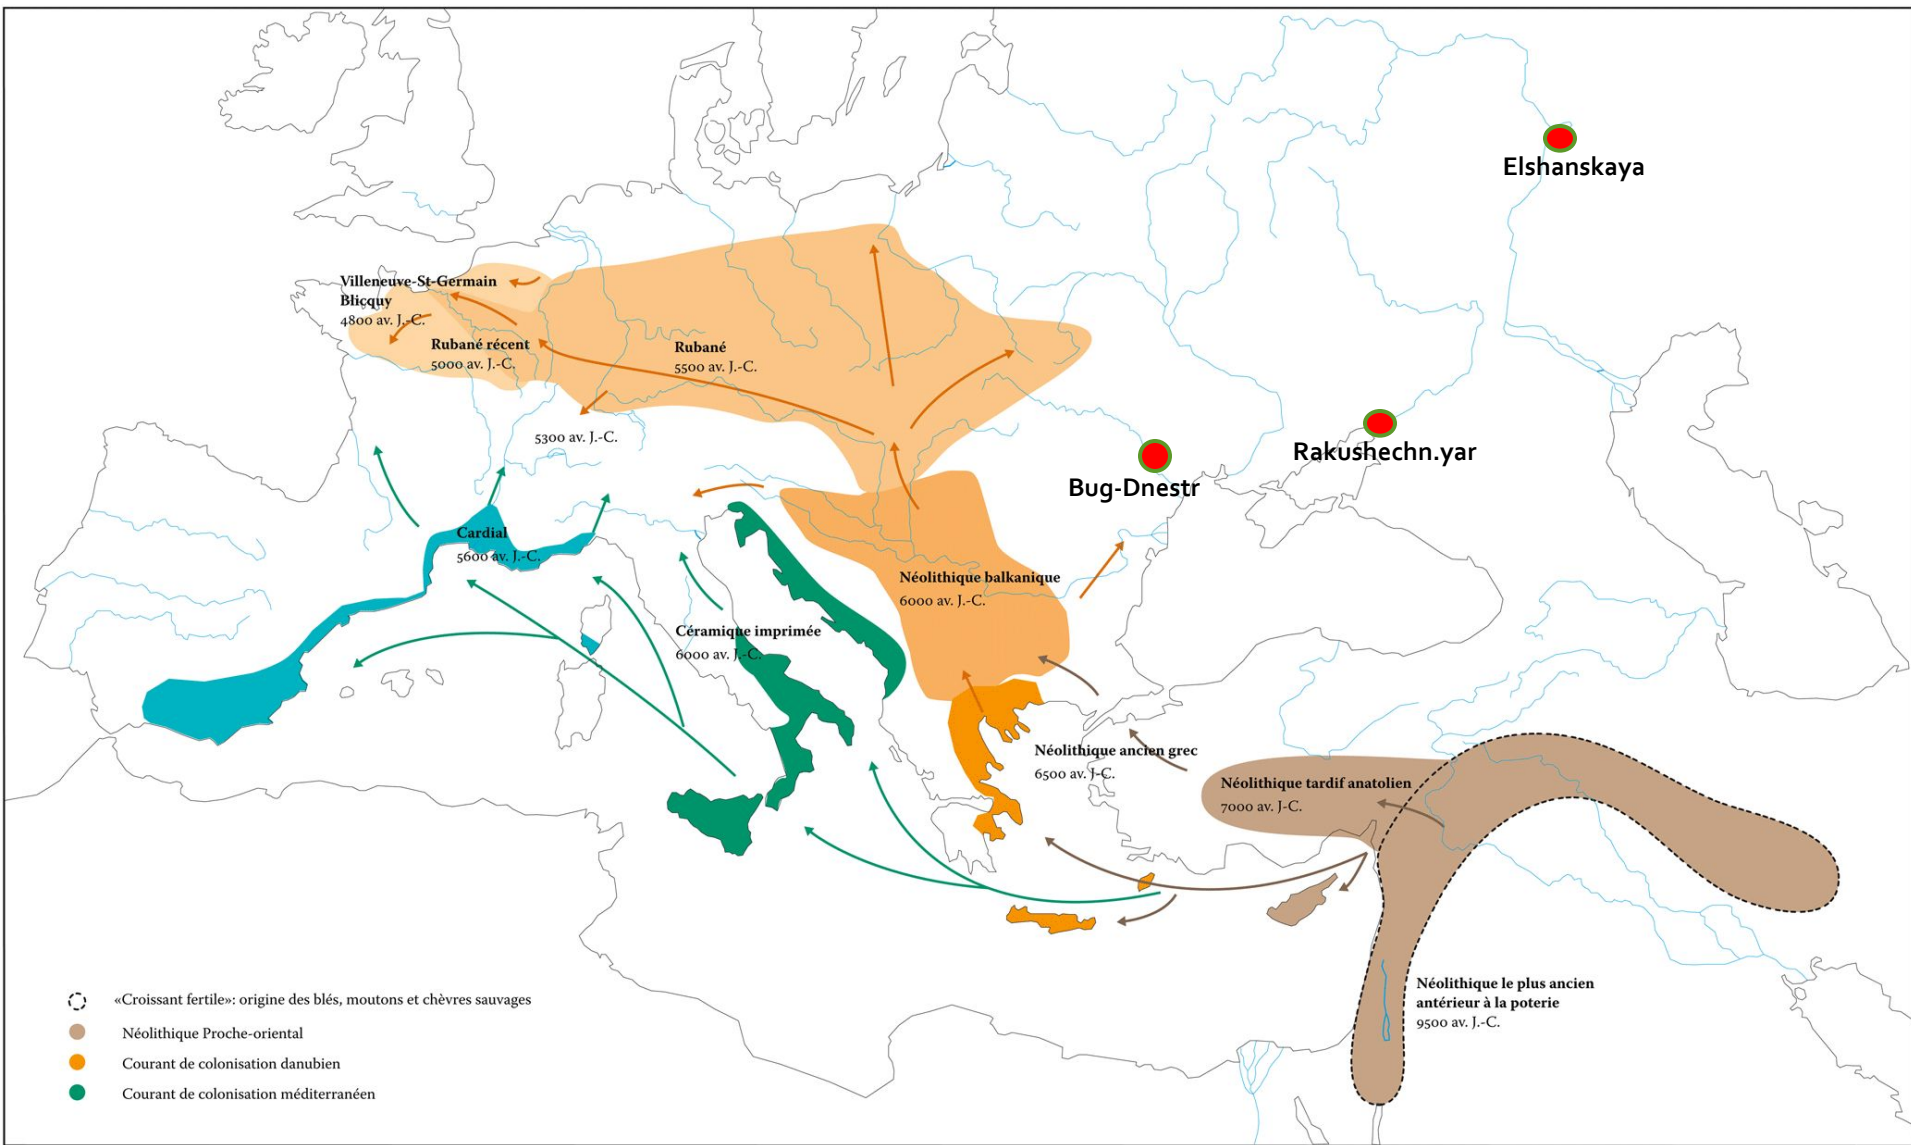 Elshanskaya
Villeneuve-St-Germain
Blicquy
4800 av. J.-C.
Rubané récent
5000 av. J.-C.
Rubané
5500 av. J.-C.
5300 av. J.-C.
Rakushechn.yar
Bug-Dnestr
Cardial
5600 av. J.-C.
Néolithique balkanique
6000 av. J.-C.
Céramique imprimée
6000 av. J.-C.
Néolithique ancien grec
6500 av. J-C.
Néolithique tardif anatolien
7000 av. J-C.
Néolithique le plus ancien
antérieur à la poterie
9500 av. J.-C.
«Croissant fertile»: origine des blés, moutons et chèvres sauvages
Néolithique Proche-oriental
Courant de colonisation danubien
Courant de colonisation méditerranéen